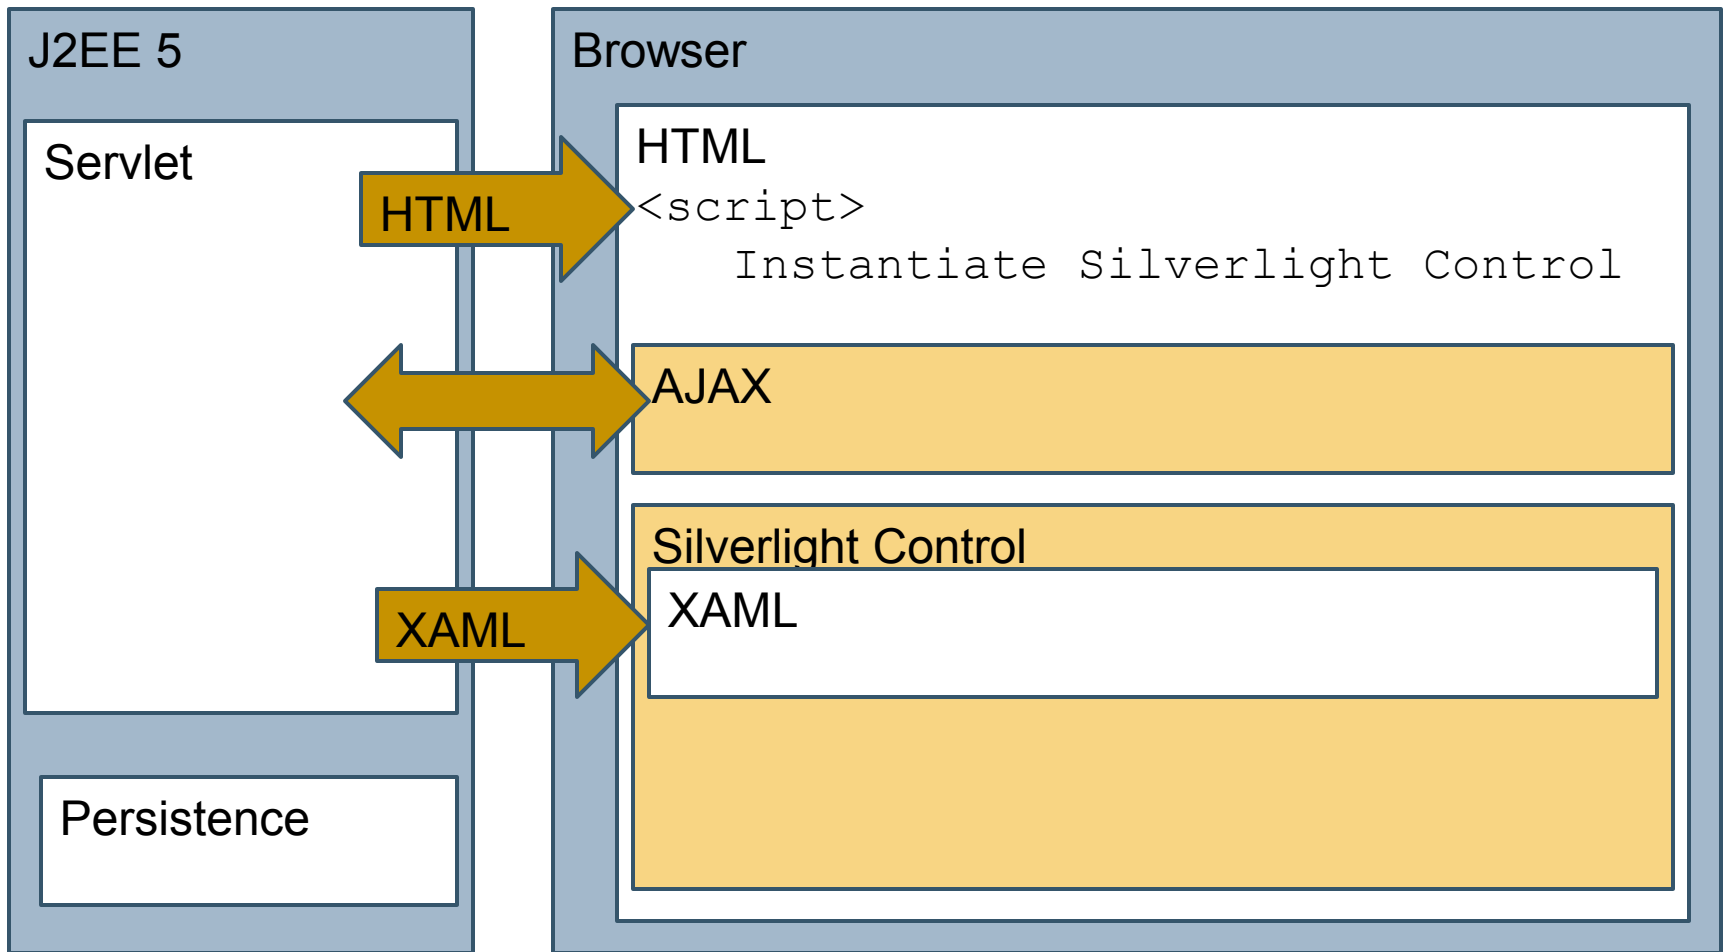 J2EE 5
Servlet
HTML
XAML
Persistence
Browser
HTML
<script>
Instantiate Silverlight Control
AJAX
Silverlight Control
XAML